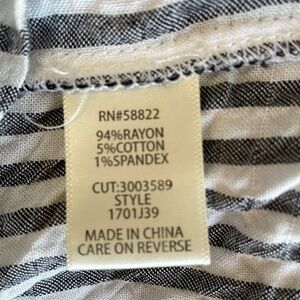 RN#58822
94%RAYON
5%COTTON
1%SPANDEX
CUT:3003589
STYLE
1701J39
MADE IN CHINA
CARE ON REVERSE